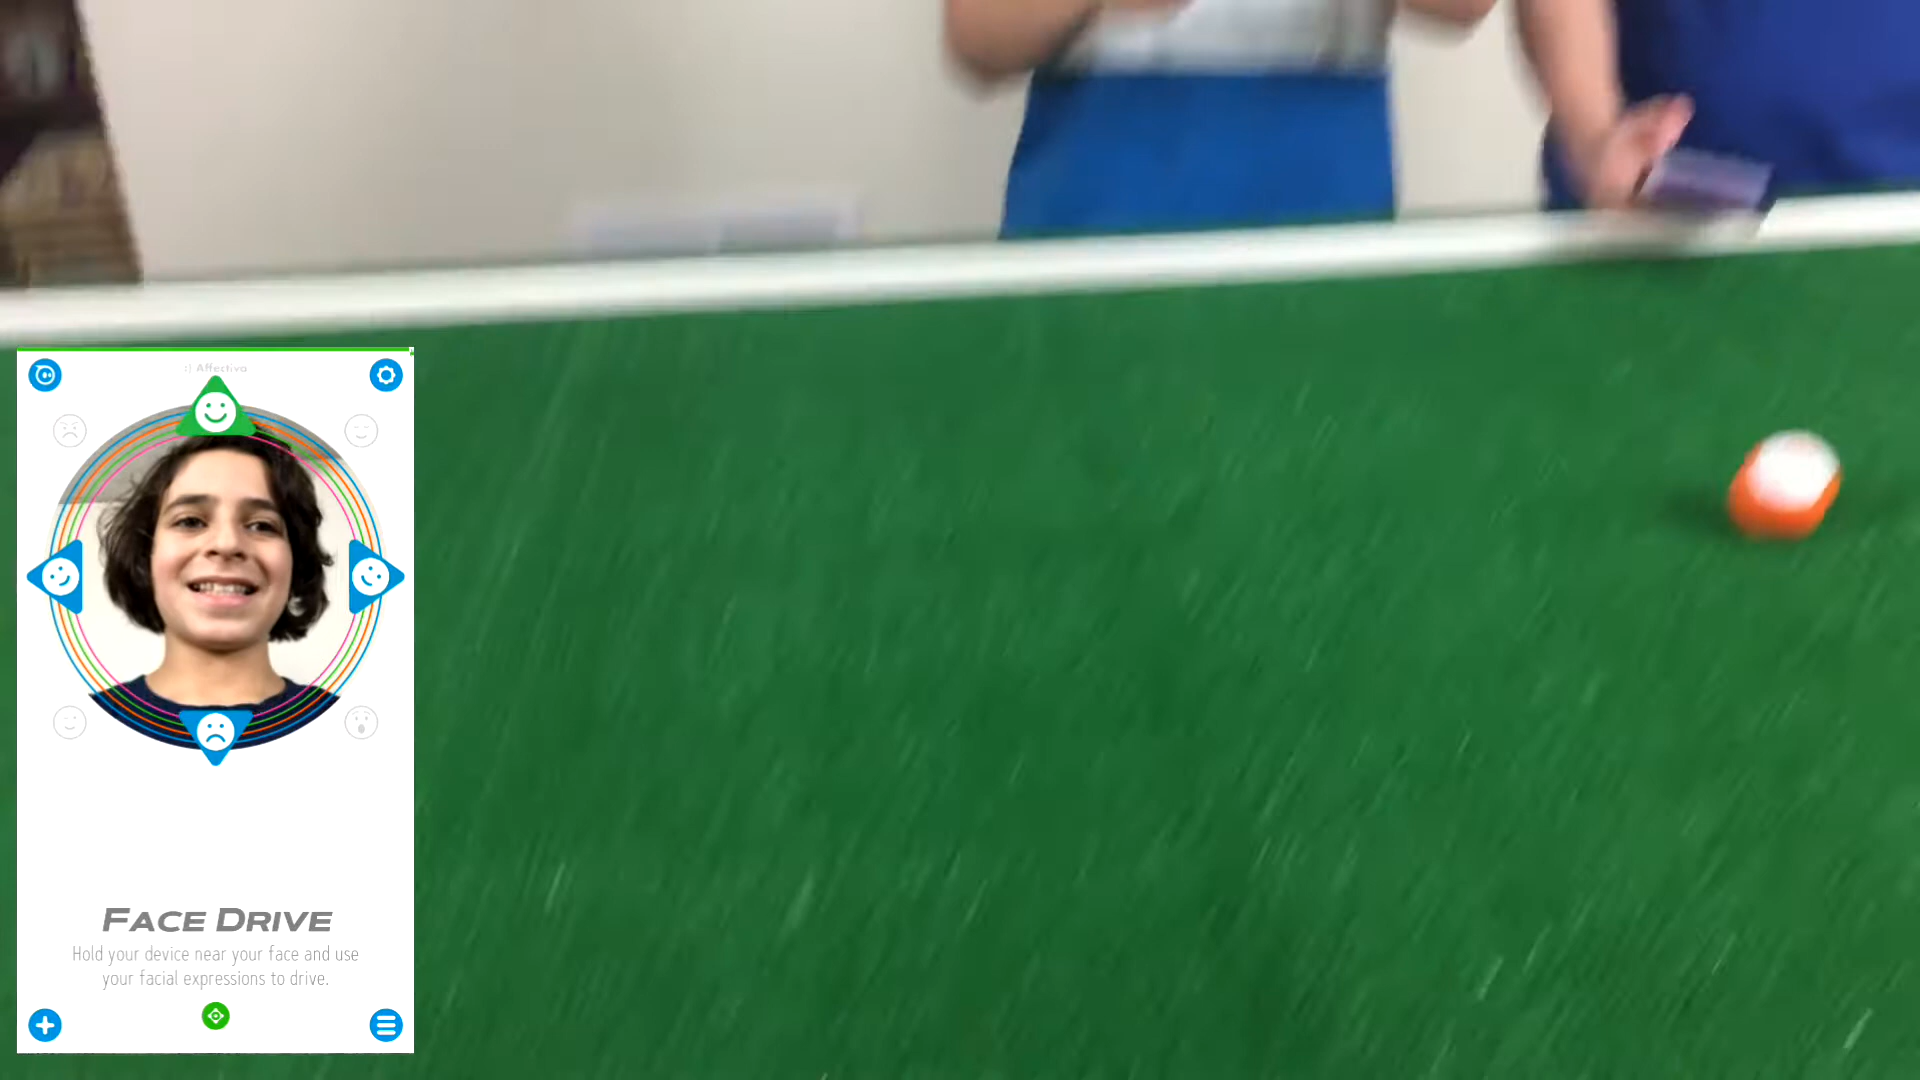 :) Affectiva
FACE DRIVE
Hold your device near your face and use
your facial expressions to drive.